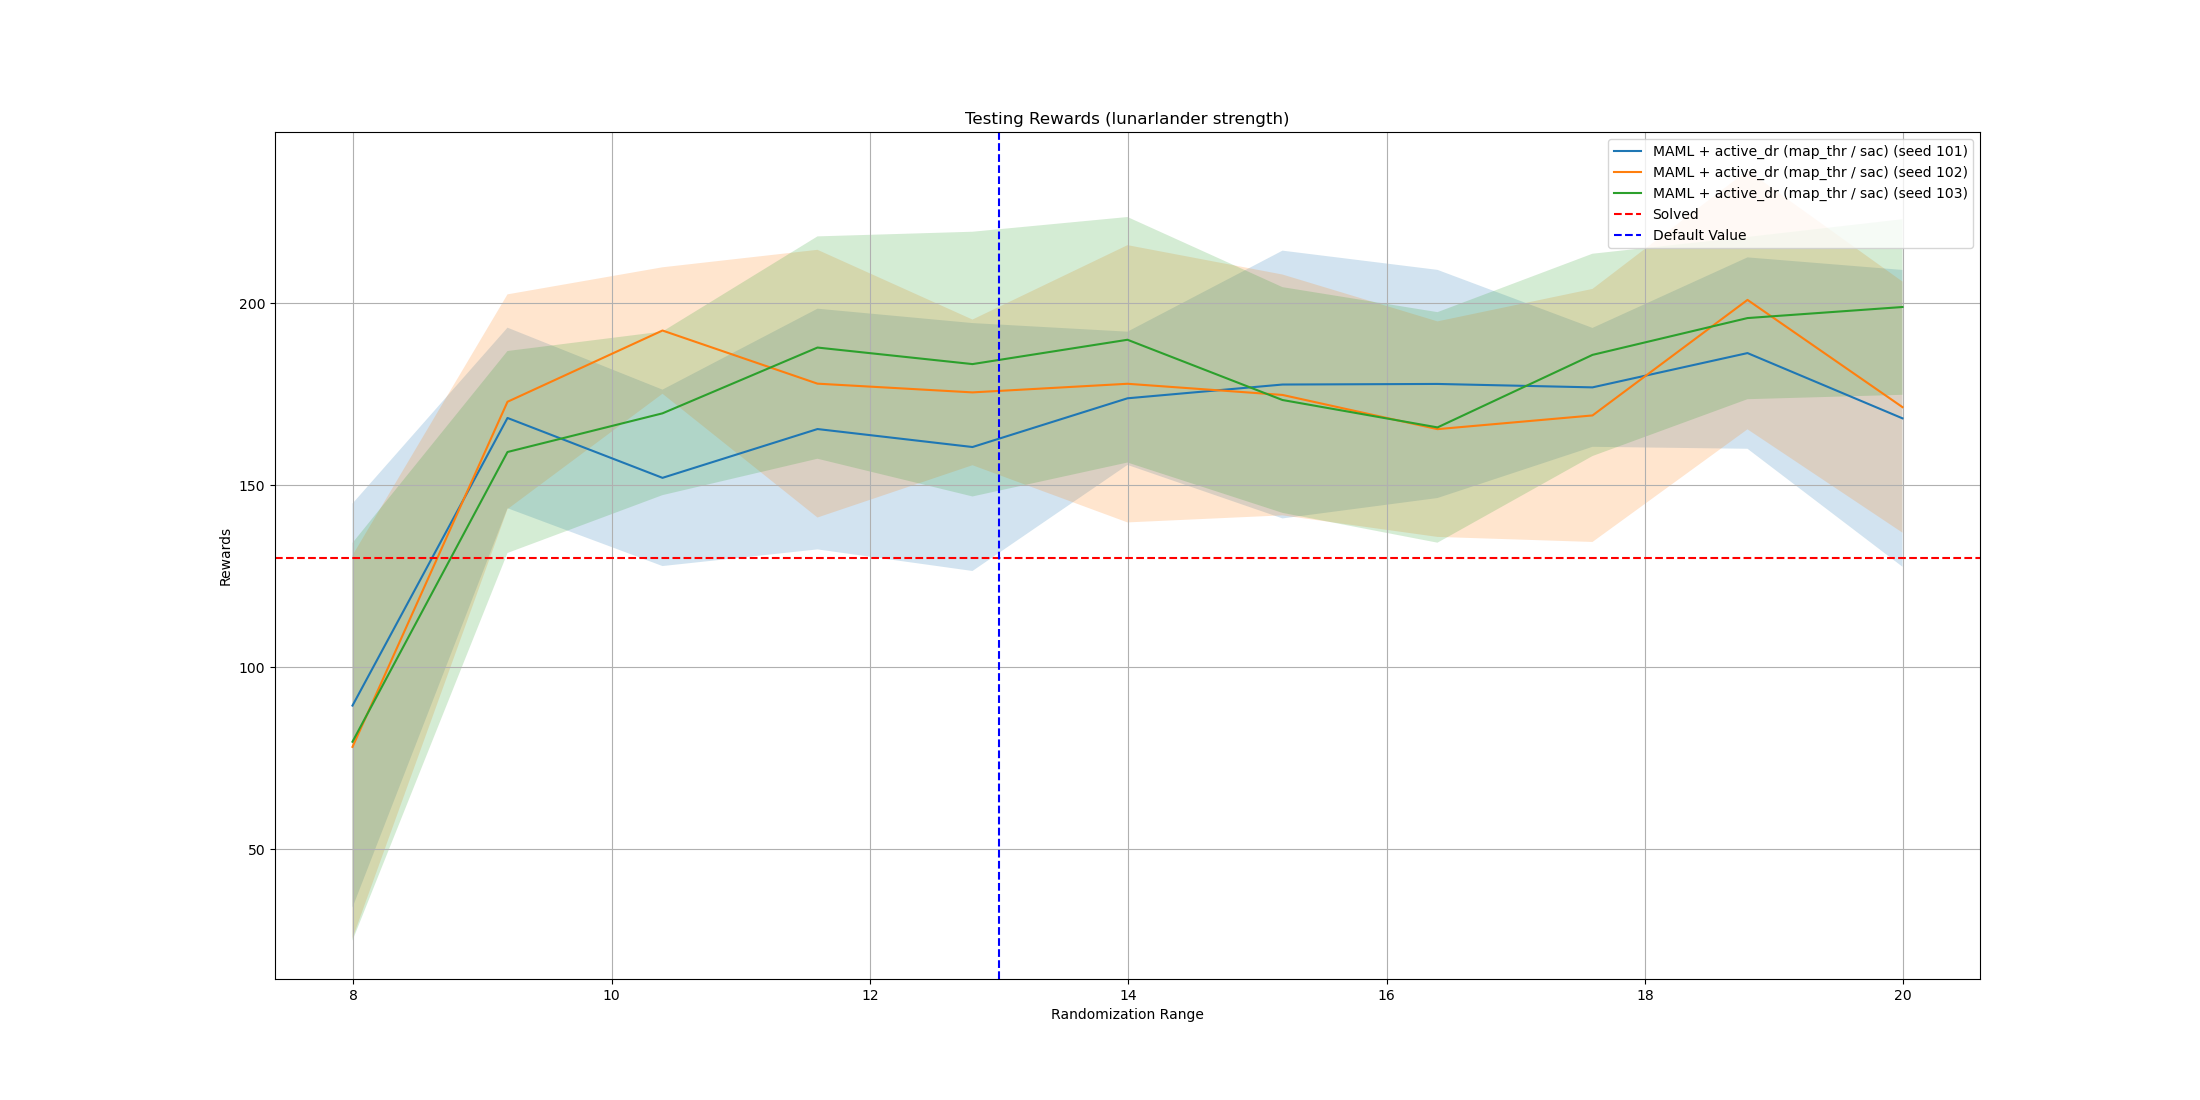 Testing Rewards (lunarlander strength)
MAML + active_dr (map_thr / sac) (seed 101)
MAML + active_dr (map_thr / sac) (seed 102)
MAML + active_dr (map_thr / sac) (seed 103)
Solved
Default Value
200
150
100
50
Rewards
8
10
12
14
16
18
20
Randomization Range